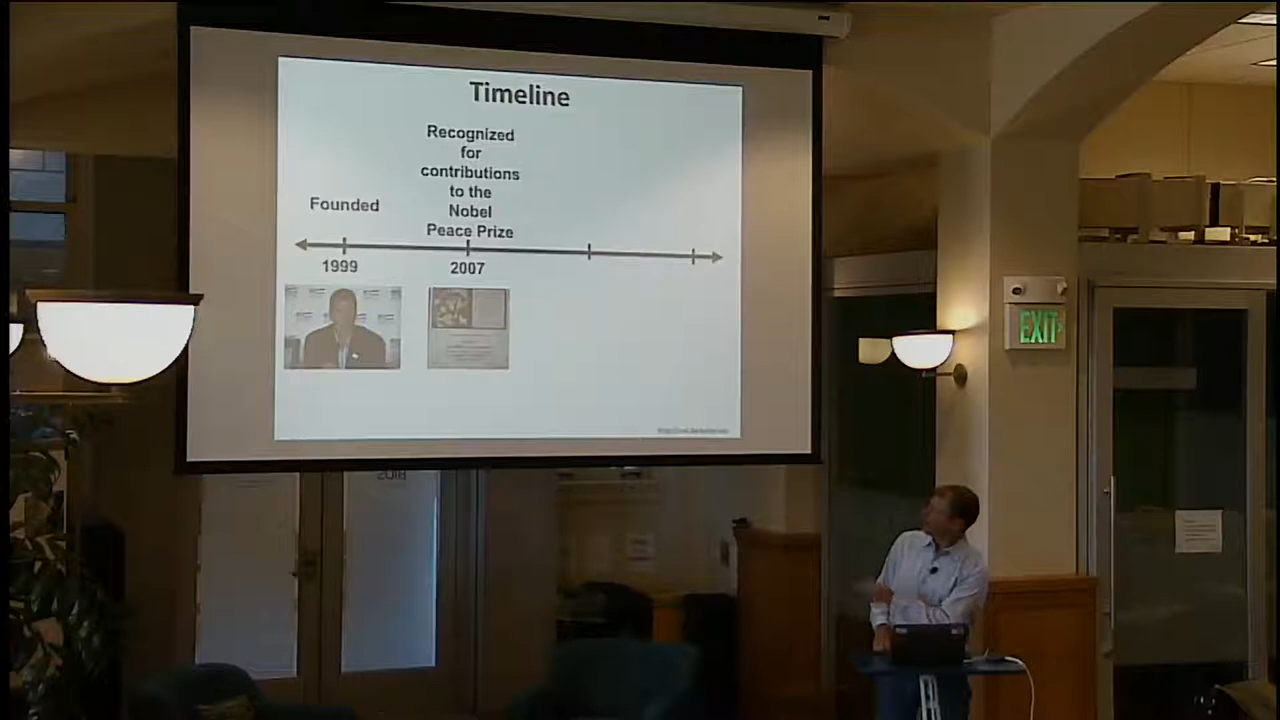 Timeline
Recognized
for
contributions
to the
Nobel
Peace Prize
Founded
1999
2007
EXIT